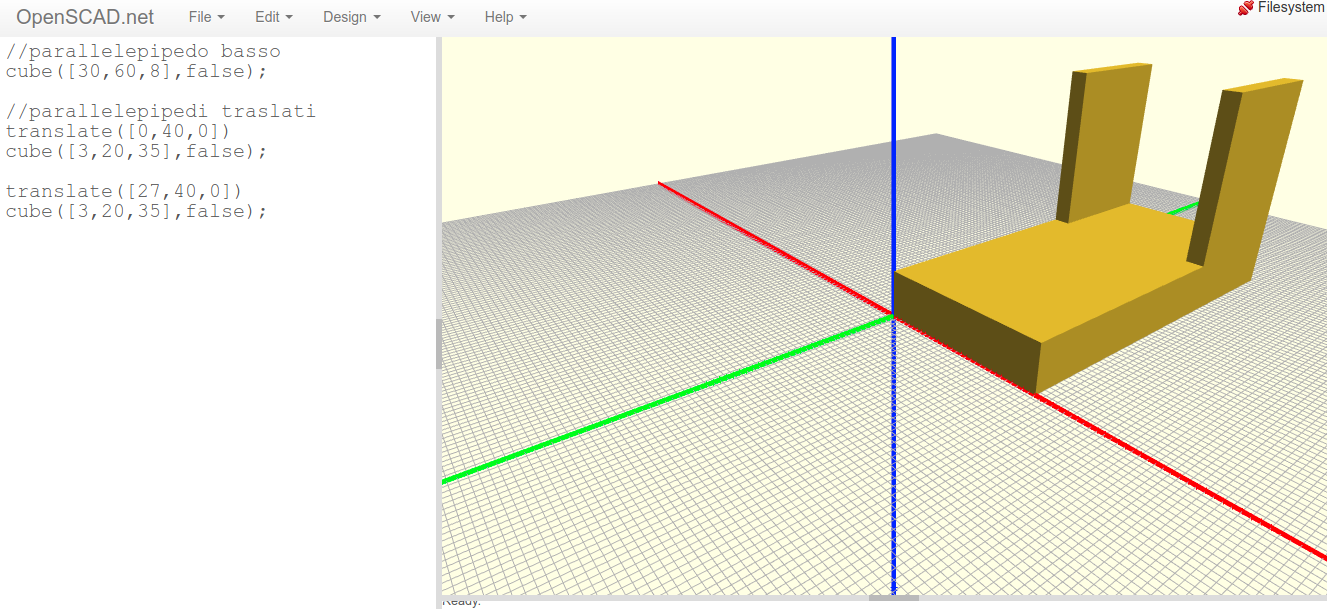 OpenSCAD.net File Edit Design View Help Filesystem
//parallelepipedo basso
cube([30,60,8],false);
//parallelepipedi traslati
translate([0,40,0])
cube([3,20,35],false);
translate([27,40,0])
cube([3,20,35],false);
Ready.